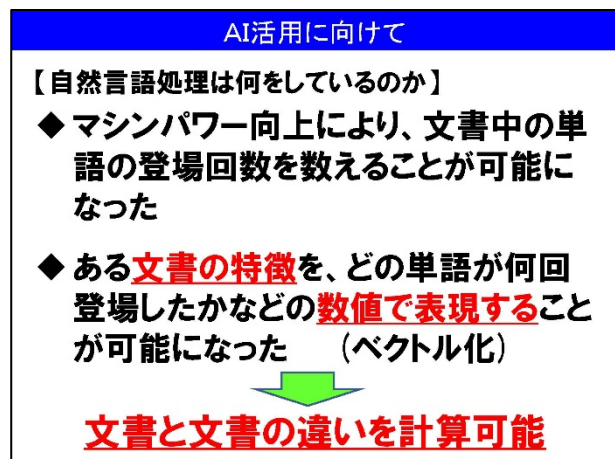 AI活用に向けて
【自然言語処理は何をしているのか】
◆ マシンパワー向上により、文書中の単
語の登場回数を数えることが可能に
なった
◆ ある文書の特徴を、どの単語が何回
登場したかなどの数値で表現すること
が可能になった （ベクトル化）
文書と文書の違いを計算可能